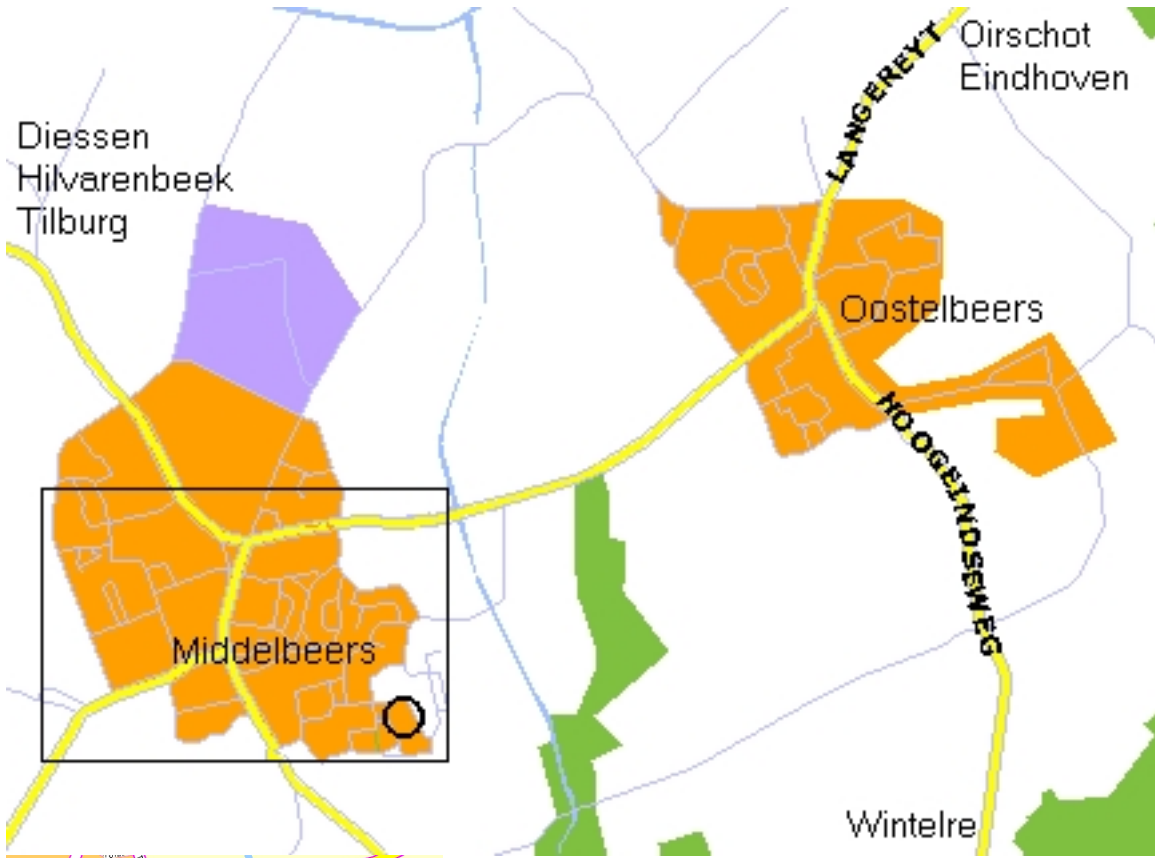 LANGEREYT
Oirschot
Eindhoven
Diessen
Hilvarenbeek
Tilburg
Oostelbeers
HOOGEINDSEWEG
Middelbeers
Wintelre